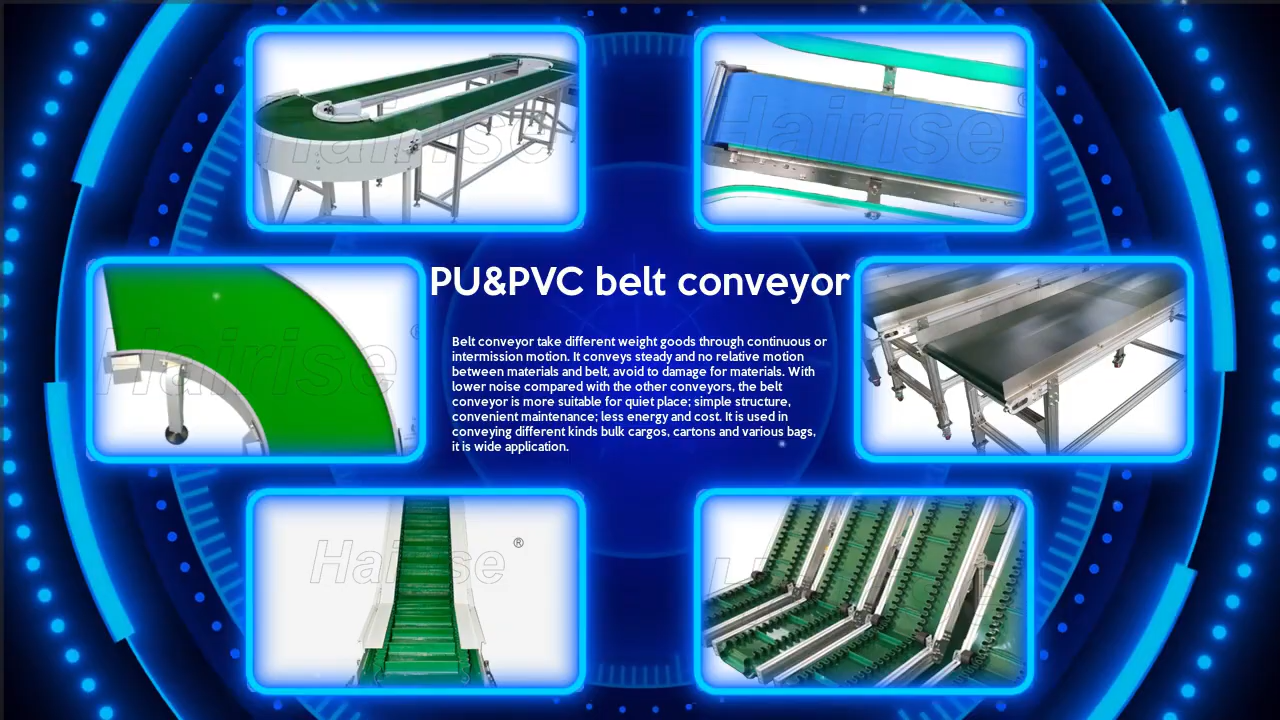 Hairise
Hairise®
PU&PVC belt conveyor
Hairise®
Belt conveyor take different weight goods through continuous or
intermission motion. It conveys steady and no relative motion
between materials and belt, avoid to damage for materials. With
lower noise compared with the other conveyors, the belt
conveyor is more suitable for quiet place; simple structure,
convenient maintenance; less energy and cost. It is used in
conveying different kinds bulk cargos, cartons and various bags,
it is wide application.
Hairise®